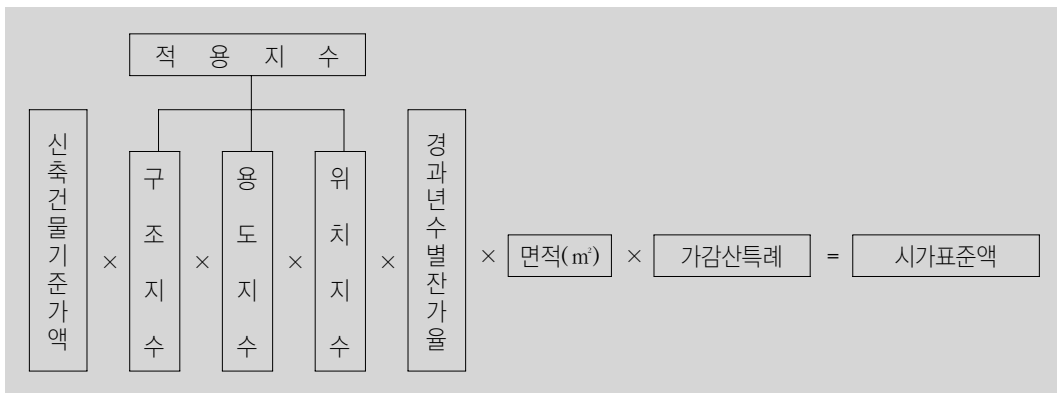 적 용 지 수
신축건물기준가액 × 구조지수 × 용도지수 × 위치지수 × 경과년수별잔가율 × 면적(㎡) × 가감산특례 = 시가표준액